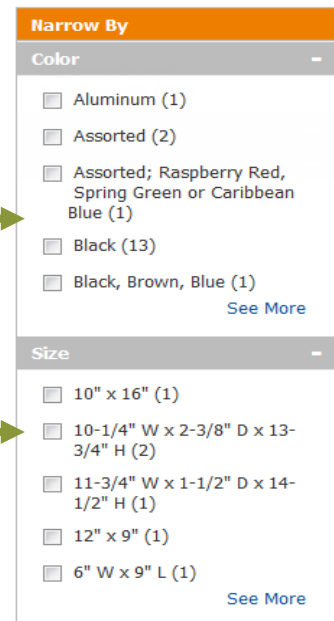 Narrow By
Color -
Aluminum (1)
Assorted (2)
Assorted; Raspberry Red,
Spring Green or Caribbean
Blue (1)
Black (13)
Black, Brown, Blue (1)
See More
Size -
10" x 16" (1)
10-1/4" W x 2-3/8" D x 13-
3/4" H (2)
11-3/4" W x 1-1/2" D x 14-
1/2" H (1)
12" x 9" (1)
6" W x 9" L (1)
See More